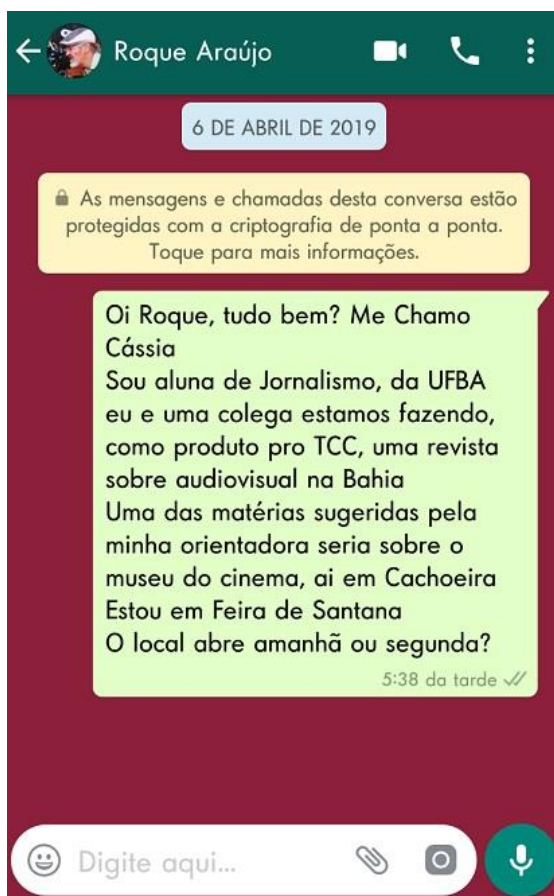 Roque Araújo
6 DE ABRIL DE 2019
As mensagens e chamadas desta conversa estão
protegidas com a criptografia de ponta a ponta.
Toque para mais informações.
Oi Roque, tudo bem? Me Chamo
Cássia
Sou aluna de Jornalismo, da UFBA
eu e uma colega estamos fazendo,
como produto pro TCC, uma revista
sobre audiovisual na Bahia
Uma das matérias sugeridas pela
minha orientadora seria sobre o
museu do cinema, ai em Cachoeira
Estou em Feira de Santana
O local abre amanhã ou segunda?
5:38 da tarde
Digite aqui...